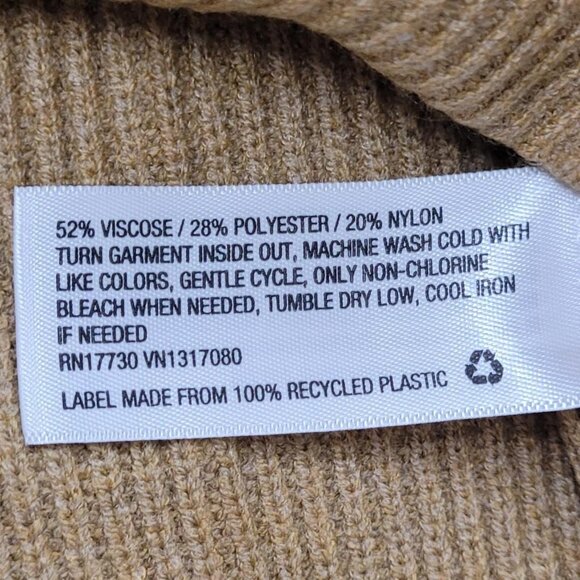 52% VISCOSE / 28% POLYESTER / 20% NYLON
TURN GARMENT INSIDE OUT, MACHINE WASH COLD WITH
LIKE COLORS, GENTLE CYCLE, ONLY NON-CHLORINE
BLEACH WHEN NEEDED, TUMBLE DRY LOW, COOL IRON
IF NEEDED
RN17730 VN1317080
LABEL MADE FROM 100% RECYCLED PLASTIC